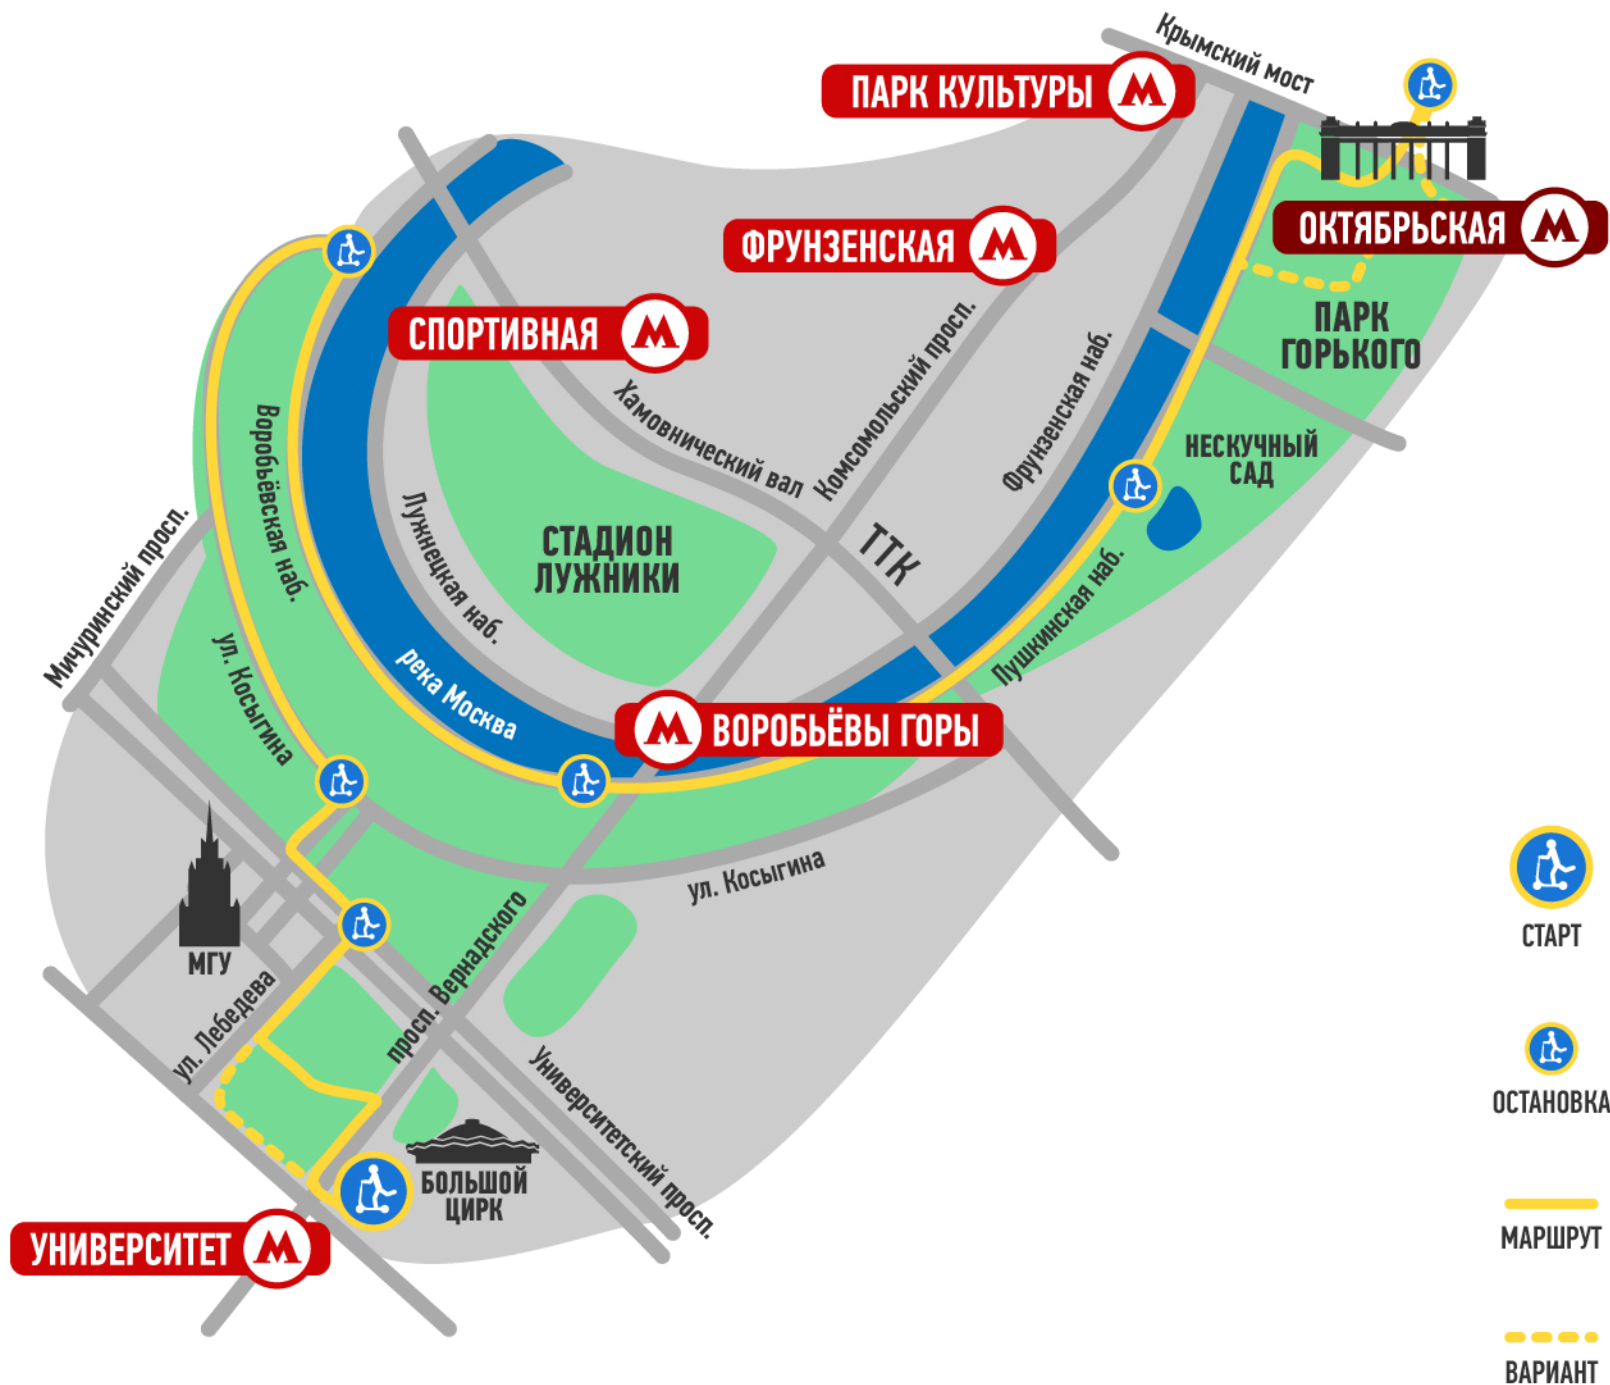 Крымский мост
ПАРК КУЛЬТУРЫ
ФРУНЗЕНСКАЯ
ОКТЯБРЬСКАЯ
СПОРТИВНАЯ
ПАРК
ГОРЬКОГО
Хамовнический вал
Комсомольский просп.
Фрунзенская наб.
НЕСКУЧНЫЙ
САД
Воробьёвская наб.
Лужнецкая наб.
СТАДИОН
ЛУЖНИКИ
ТТК
Мичуринский просп.
Пушкинская наб.
ул. Косыгина
река Москва
ВОРОБЬЁВЫ ГОРЫ
ул. Косыгина
МГУ
просп. Вернадского
ул. Лебедева
Университетский просп.
БОЛЬШОЙ
ЦИРК
УНИВЕРСИТЕТ
СТАРТ
ОСТАНОВКА
МАРШРУТ
ВАРИАНТ